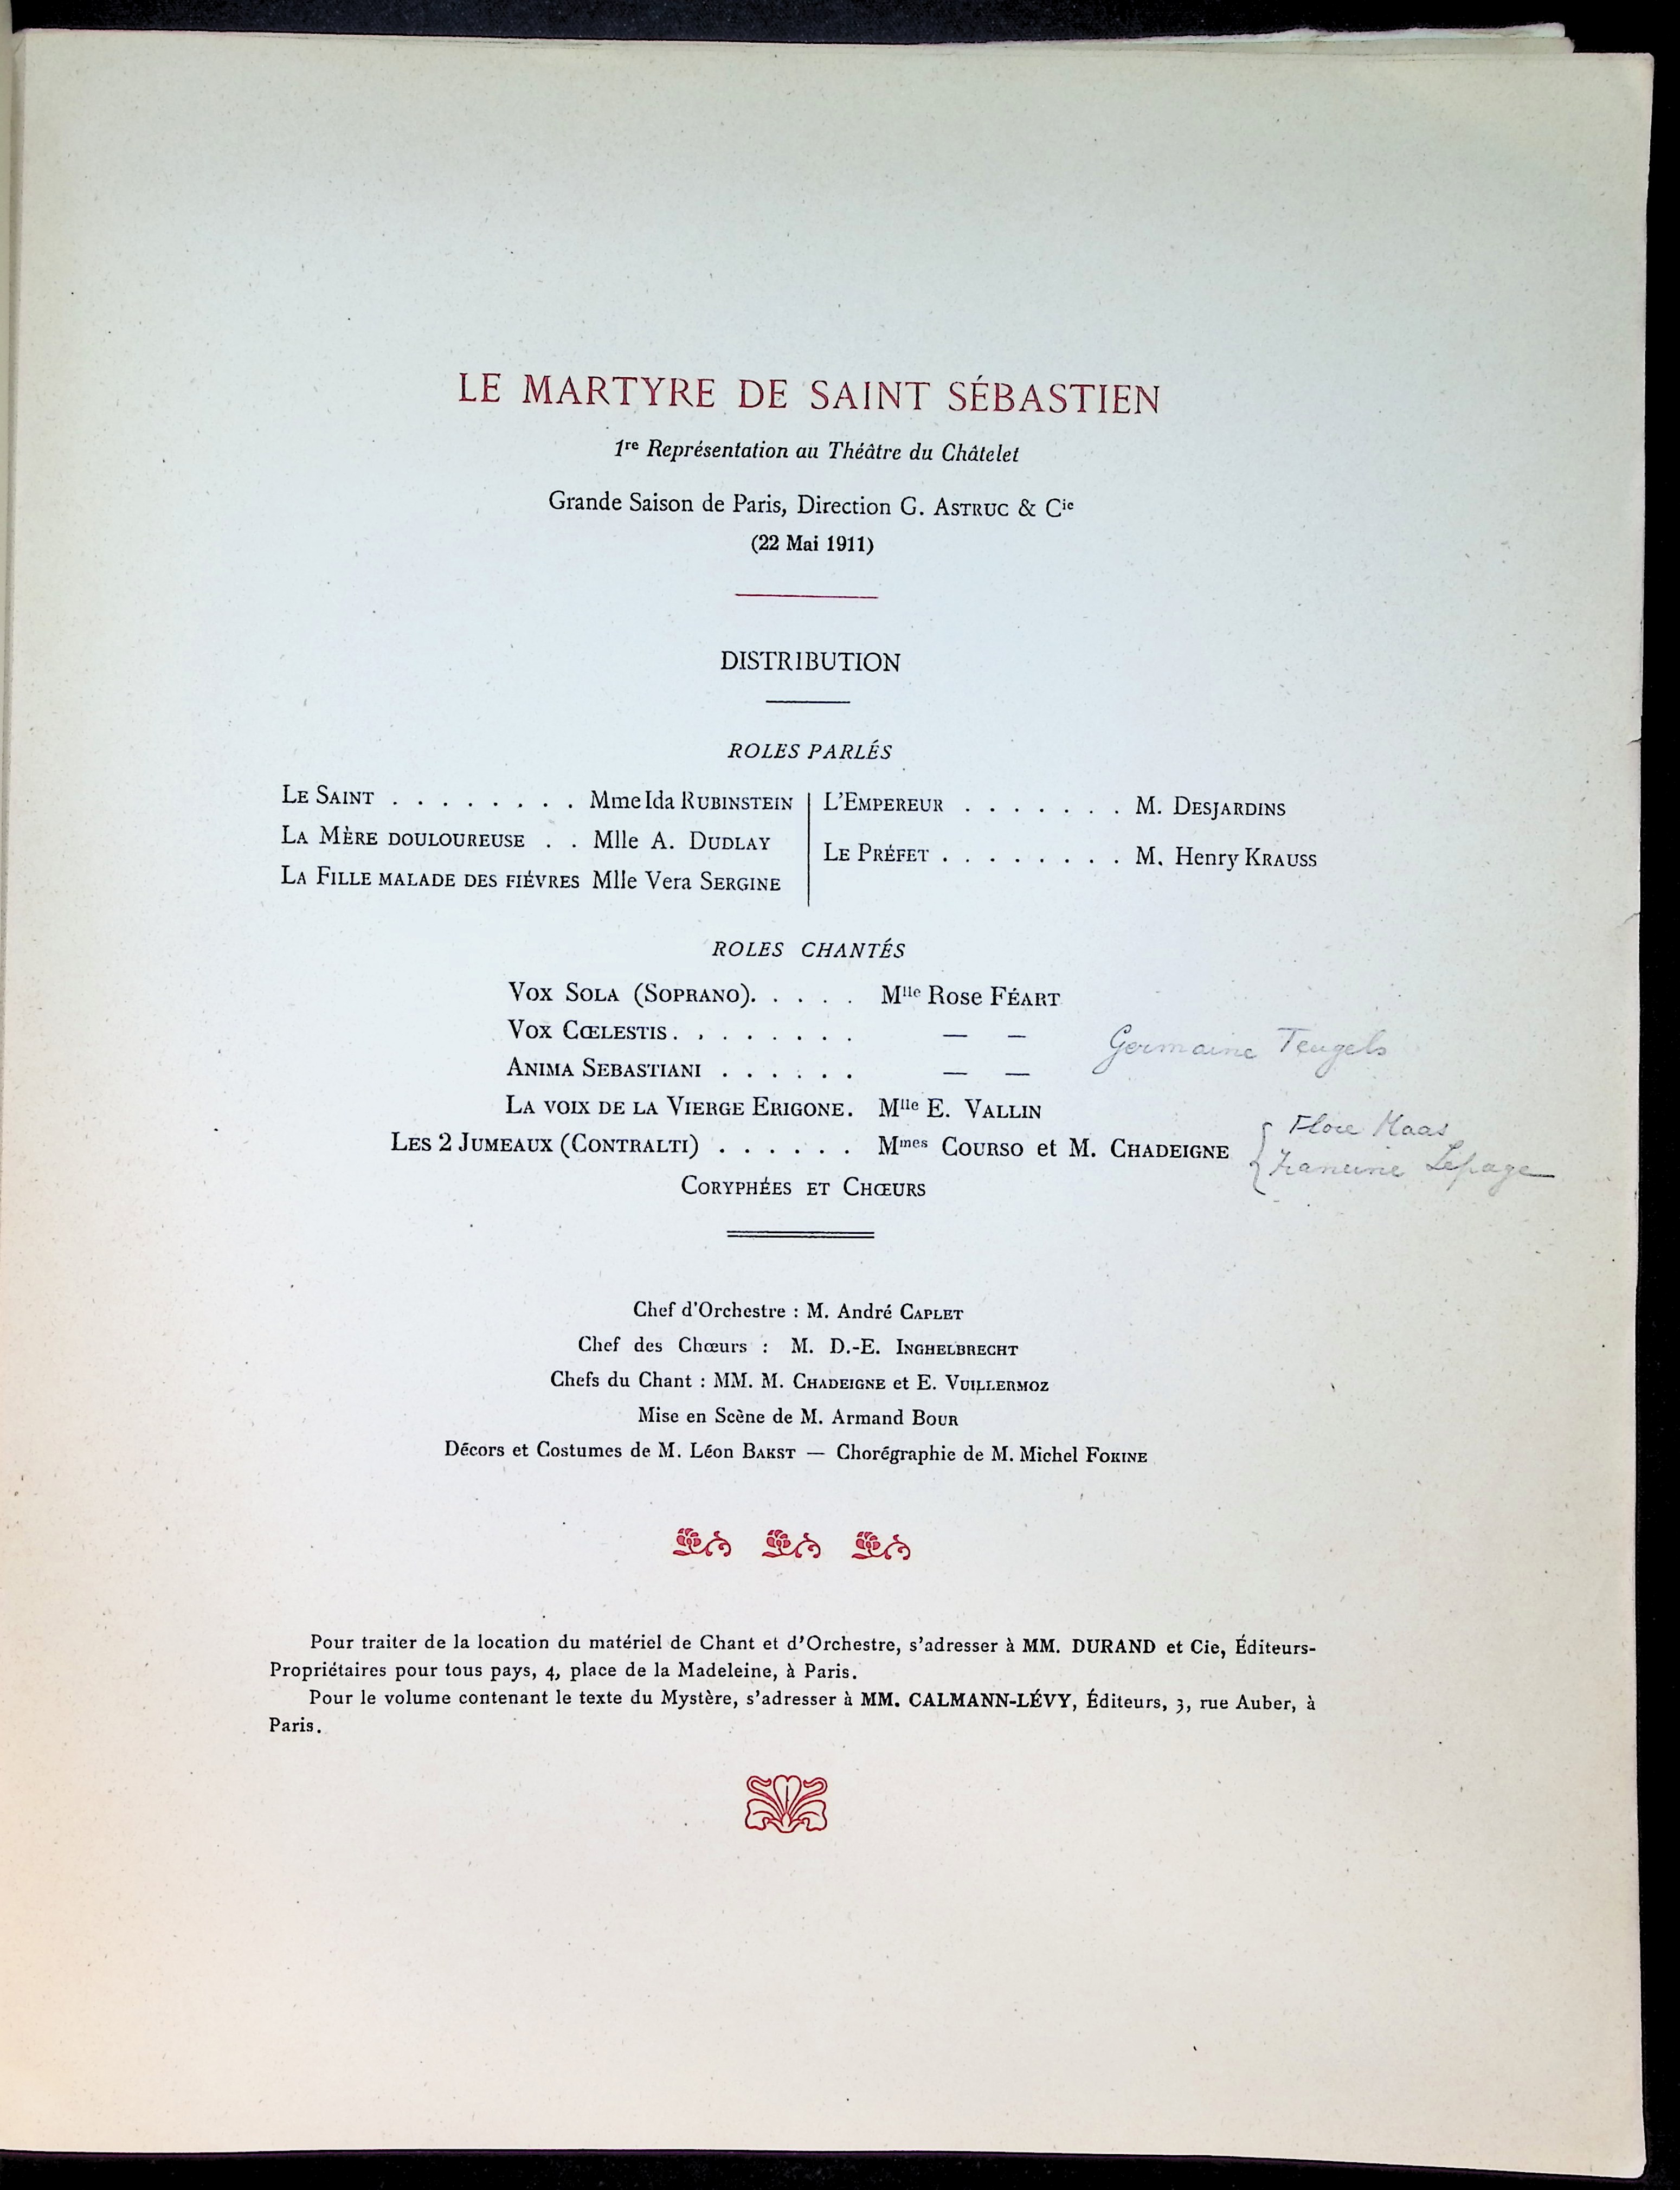 LE MARTYRE DE SAINT SÉBASTIEN
1re Représentation au Théâtre du Châtelet
Grande Saison de Paris, Direction G. ASTRUC & Cie
(22 Mai 1911)
DISTRIBUTION
ROLES PARLÉS
LE SAINT . . . . . . . . Mme Ida RUBINSTEIN
LA MÈRE DOULOUREUSE . . Mlle A. DUDLAY
LA FILLE MALADE DES FIÉVRES Mlle Vera SERGINE
L'EMPEREUR . . . . . . . M. DESJARDINS
LE PRÉFET . . . . . . . . M. Henry KRAUSS
ROLES CHANTÉS
VOX SOLA (SOPRANO). . . . . Mlle Rose FÉART
VOX CŒLESTIS. . . . . . . . — — Germaine Teugels
ANIMA SEBASTIANI . . . . . . — —
LA VOIX DE LA VIERGE ERIGONE. Mlle E. VALLIN
LES 2 JUMEAUX (CONTRALTI) . . . . . . Mmes COURSO et M. CHADEIGNE
Flore Maas
Francine Lepage
CORYPHÉES ET CHŒURS
Chef d'Orchestre : M. André CAPLET
Chef des Chœurs : M. D.-E. INGHELBRECHT
Chefs du Chant : MM. M. CHADEIGNE et E. VUILLERMOZ
Mise en Scène de M. Armand BOUR
Décors et Costumes de M. Léon BAKST — Chorégraphie de M. Michel FOKINE
Pour traiter de la location du matériel de Chant et d'Orchestre, s'adresser à MM. DURAND et Cie, Éditeurs-
Propriétaires pour tous pays, 4, place de la Madeleine, à Paris.
Pour le volume contenant le texte du Mystère, s'adresser à MM. CALMANN-LÉVY, Éditeurs, 3, rue Auber, à
Paris.